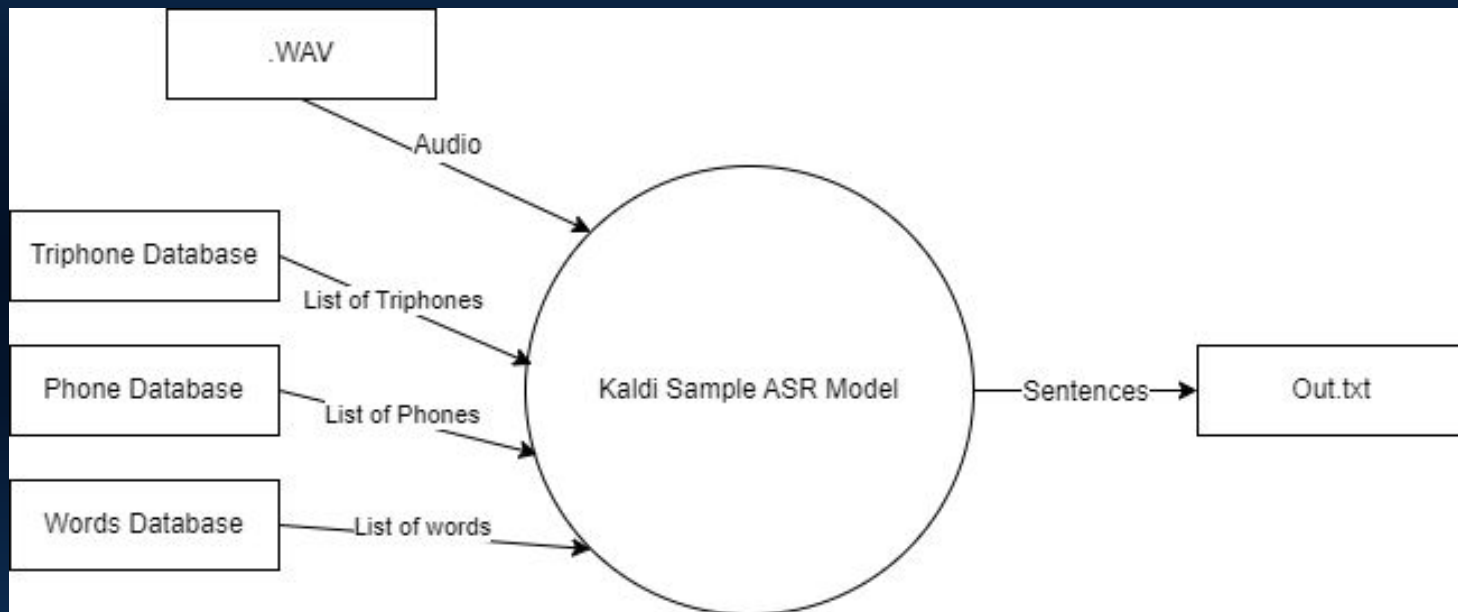 .WAV
Audio
Triphone Database
List of Triphones
Phone Database
List of Phones
Words Database
List of words
Kaldi Sample ASR Model
Sentences
Out.txt